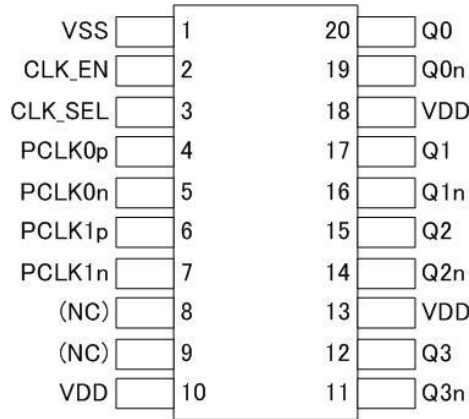 VSS 1 20 Q0
CLK_EN 2 19 Q0n
CLK_SEL 3 18 VDD
PCLK0p 4 17 Q1
PCLK0n 5 16 Q1n
PCLK1p 6 15 Q2
PCLK1n 7 14 Q2n
(NC) 8 13 VDD
(NC) 9 12 Q3
VDD 10 11 Q3n